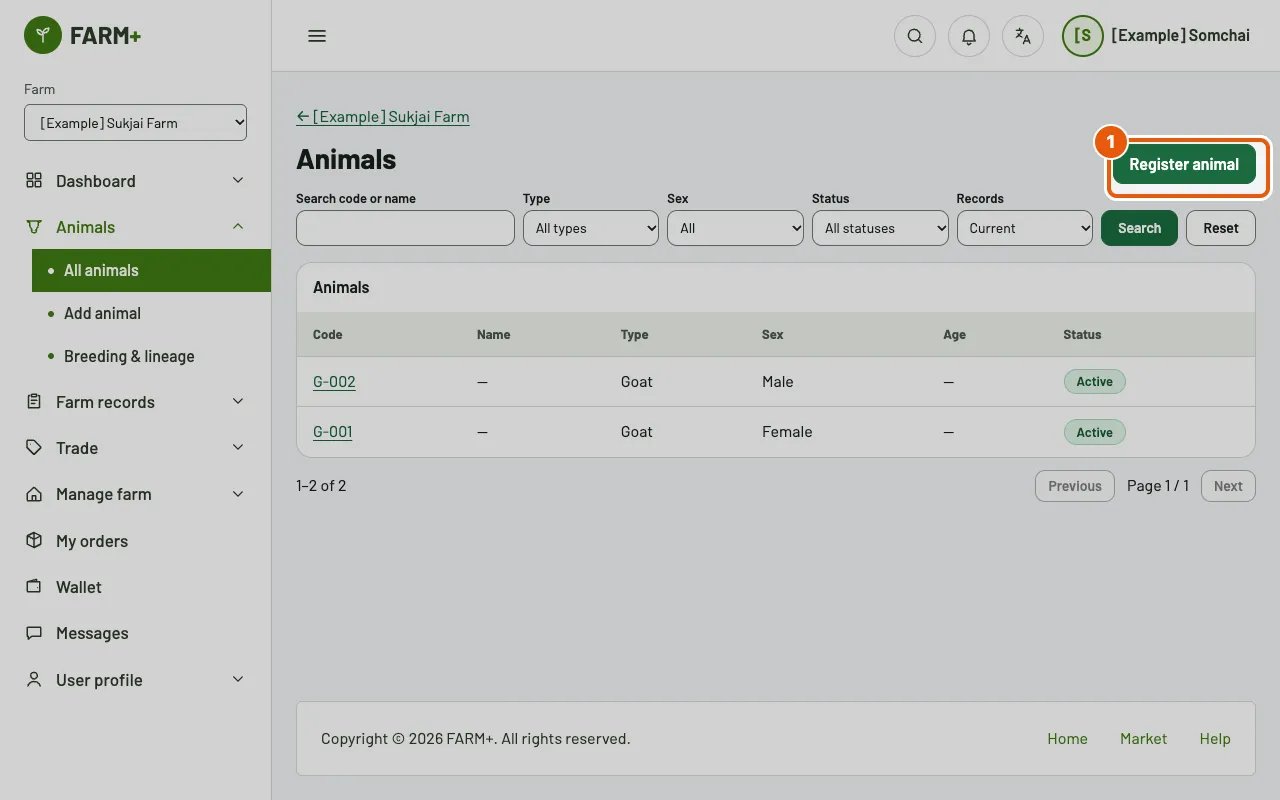 FARM+
[S
[Example] Somchai
Farm
[Example] Sukjai Farm
Dashboard
Animals
All animals
Add animal
Breeding & lineage
Farm records
Trade
Manage farm
My orders
Wallet
Messages
User profile
← [Example] Sukjai Farm
Animals
1
Register animal
Search code or name
Type
Sex
Status
Records
All types
All
All statuses
Current
Search
Reset
Animals
Code Name Type Sex Age Status
G-002 — Goat Male — Active
G-001 — Goat Female — Active
1–2 of 2
Previous
Page 1 / 1
Next
Copyright © 2026 FARM+. All rights reserved.
Home
Market
Help